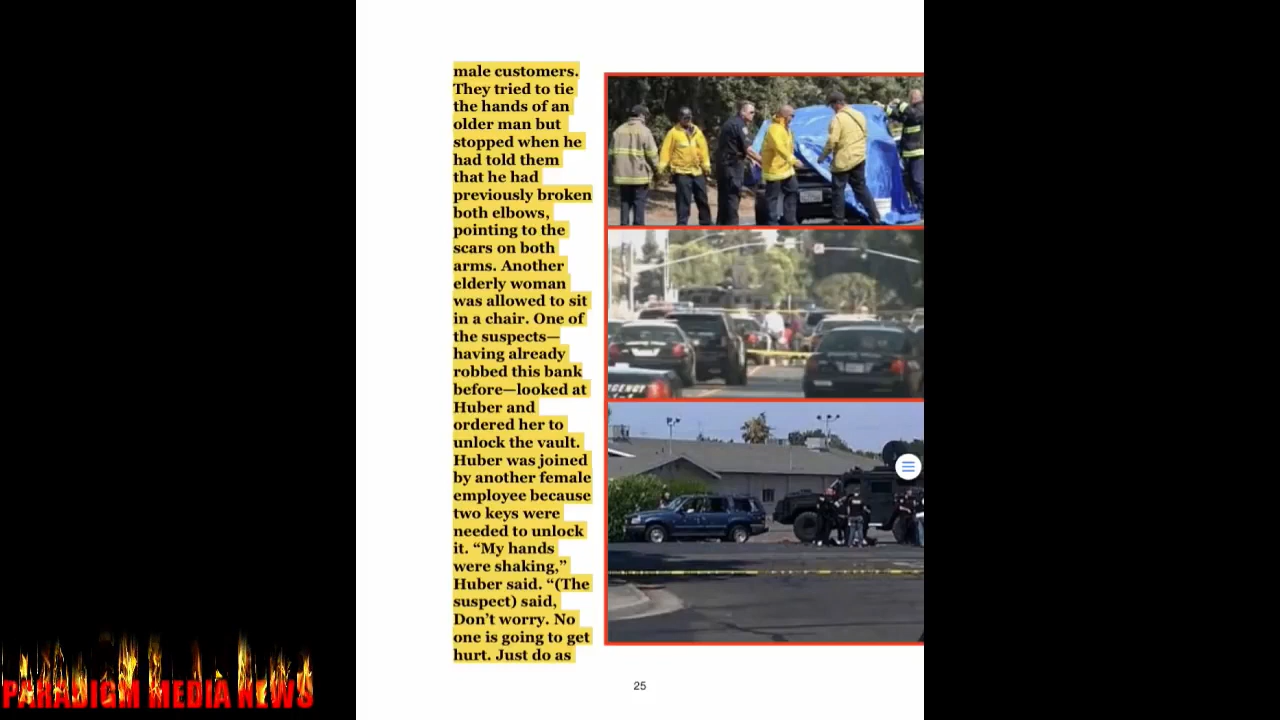 male customers.
They tried to tie
the hands of an
older man but
stopped when he
had told them
that he had
previously broken
both elbows,
pointing to the
scars on both
arms. Another
elderly woman
was allowed to sit
in a chair. One of
the suspects—
having already
robbed this bank
before—looked at
Huber and
ordered her to
unlock the vault.
Huber was joined
by another female
employee because
two keys were
needed to unlock
it. “My hands
were shaking,”
Huber said. “(The
suspect) said,
Don’t worry. No
one is going to get
hurt. Just do as
25
PARADIGM MEDIA NEWS